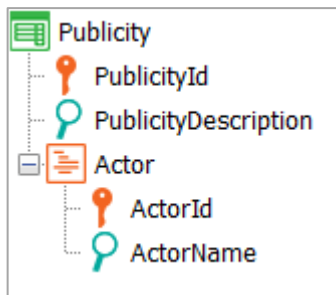 Publicity
PublicityId
PublicityDescription
Actor
ActorId
ActorName